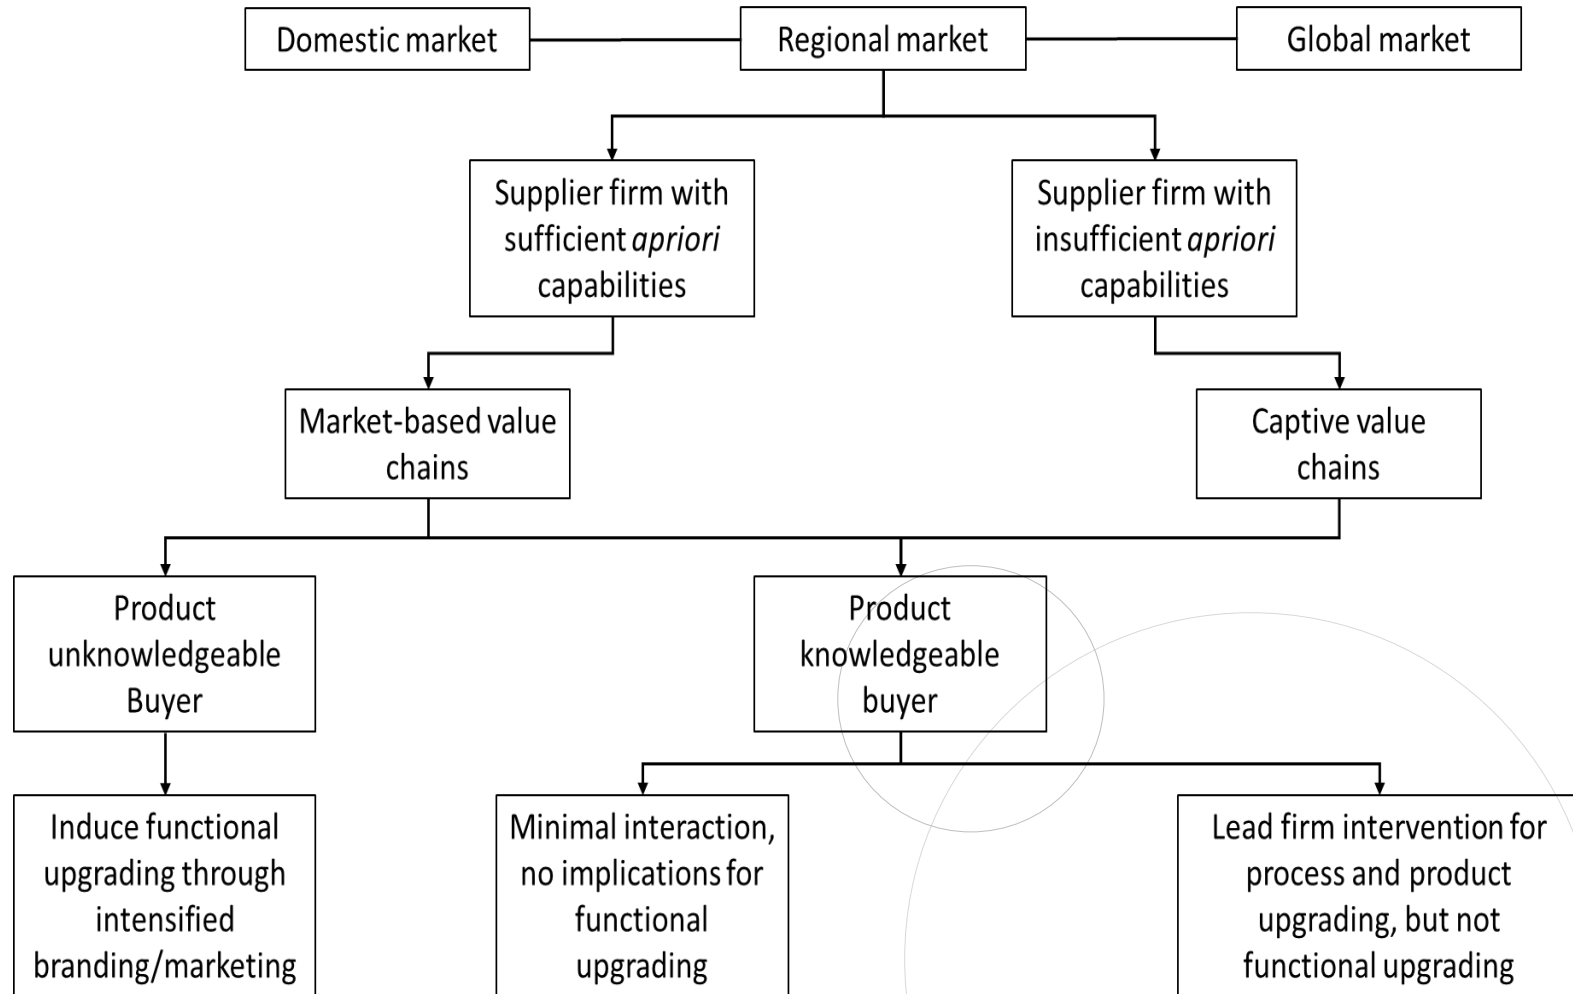 Domestic market
Regional market
Global market
Supplier firm with
sufficient apriori
capabilities
Supplier firm with
insufficient apriori
capabilities
Market-based value
chains
Captive value
chains
Product
unknowledgeable
Buyer
Product
knowledgeable
buyer
Induce functional
upgrading through
intensified
branding/marketing
Minimal interaction,
no implications for
functional
upgrading
Lead firm intervention for
process and product
upgrading, but not
functional upgrading